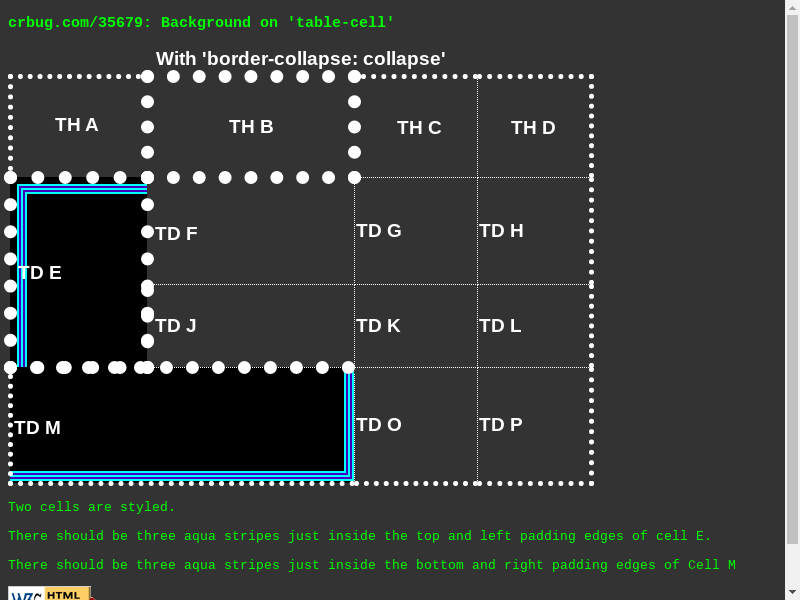 crbug.com/35679: Background on 'table-cell'
With 'border-collapse: collapse'
TH A TH B TH C TH D
TD F TD G TD H
TD E
TD J TD K TD L
TD M TD O TD P
Two cells are styled.
There should be three aqua stripes just inside the top and left padding edges of cell E.
There should be three aqua stripes just inside the bottom and right padding edges of Cell M
W3C HTML